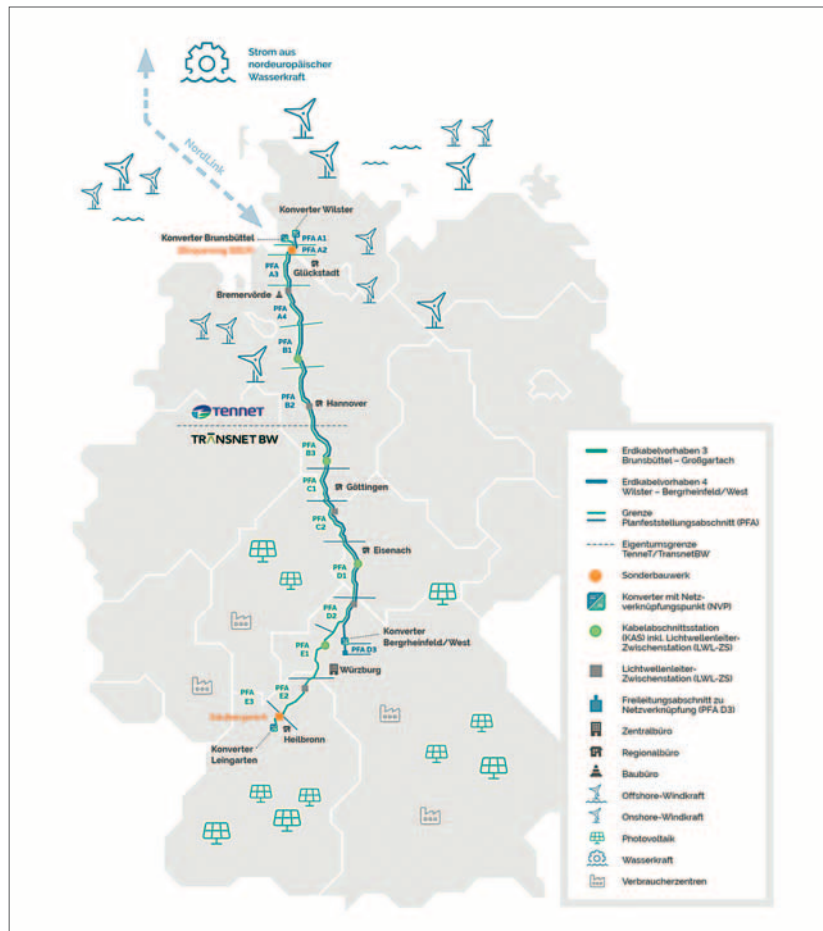 Strom aus
nordeuropäischer
Wasserkraft
NordLink
Konverter Wilster
Konverter Brunsbüttel
PFA A1
PFA A2
PFA
A3
Glückstadt
Bremervörde
PFA
A4
PFA
B1
PFA
B2
Hannover
TENNET
TRANSNET BW
PFA
B3
PFA
C1
Göttingen
PFA
C2
Eisenach
PFA
D1
PFA
D2
Konverter
Bergrheinfeld/West
PFA D3
PFA
E1
Würzburg
PFA
E2
PFA
E3
Heilbronn
Konverter
Leingarten
Erdkabelvorhaben 3
Brunsbüttel – Großgartach
Erdkabelvorhaben 4
Wilster – Bergrheinfeld/West
Grenze
Planfeststellungsabschnitt (PFA)
Eigentumsgrenze
TenneT/TransnetBW
Sonderbauwerk
Konverter mit Netz-
verknüpfungspunkt (NVP)
Kabelabschnittsstation
(KAS) inkl. Lichtwellenleiter-
Zwischenstation (LWL-ZS)
Lichtwellenleiter-
Zwischenstation (LWL-ZS)
Freileitungsabschnitt zu
Netzverknüpfung (PFA D3)
Zentralbüro
Regionalbüro
Baubüro
Offshore-Windkraft
Onshore-Windkraft
Photovoltaik
Wasserkraft
Verbraucherzentren